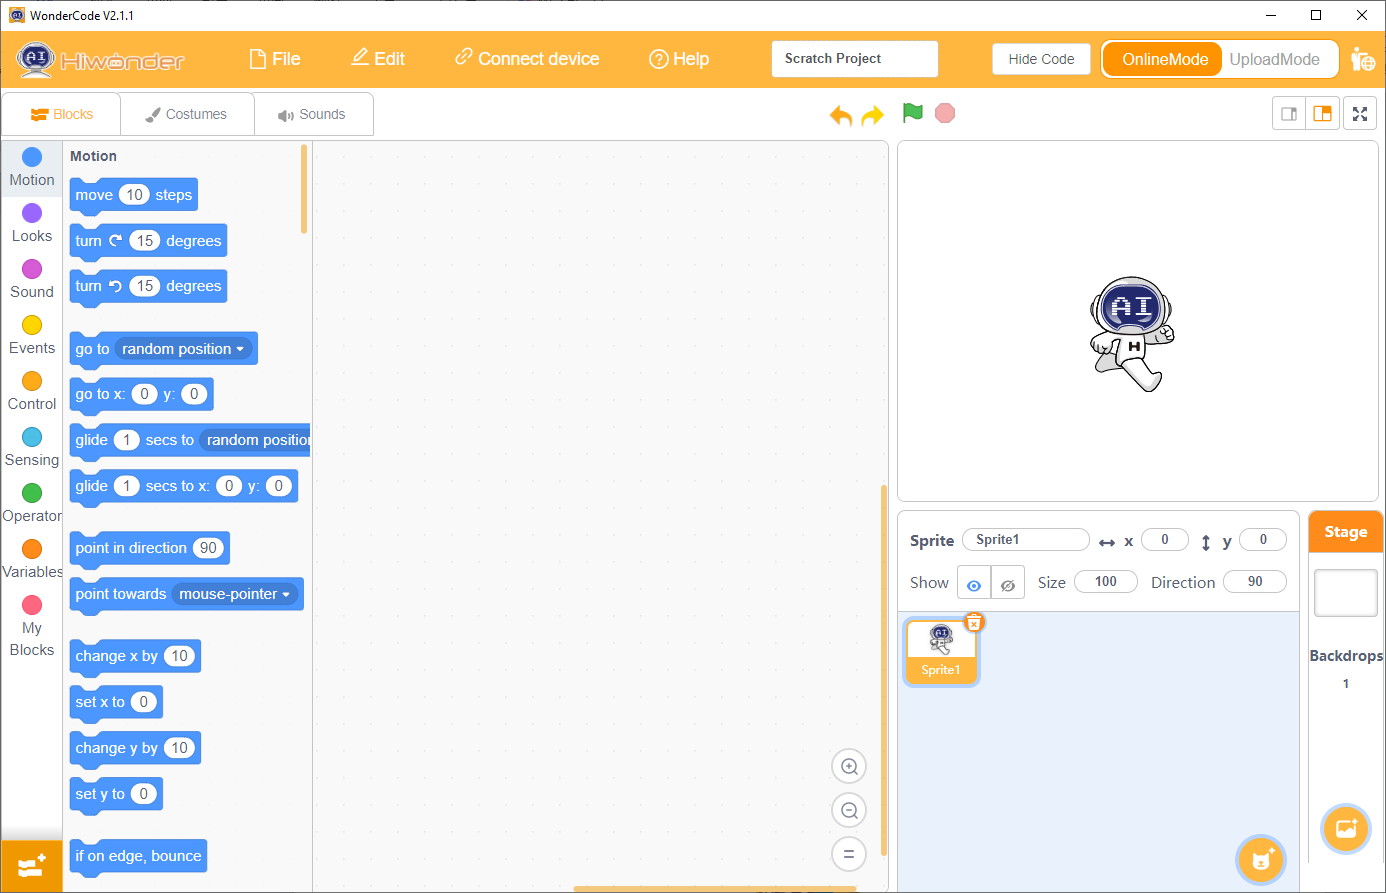 WonderCode V2.1.1
AI Hiwonder
File
Edit
Connect device
Help
Scratch Project
Hide Code
OnlineMode
UploadMode
Blocks
Costumes
Sounds
Motion
Looks
Sound
Events
Control
Sensing
Operator
Variables
My
Blocks
Motion
move 10 steps
turn 15 degrees
turn 15 degrees
go to random position
go to x: 0 y: 0
glide 1 secs to random position
glide 1 secs to x: 0 y: 0
point in direction 90
point towards mouse-pointer
change x by 10
set x to 0
change y by 10
set y to 0
if on edge, bounce
AI
H
Sprite Sprite1 x 0 y 0
Show Size 100 Direction 90
AI
Sprite1
Stage
Backdrops
1